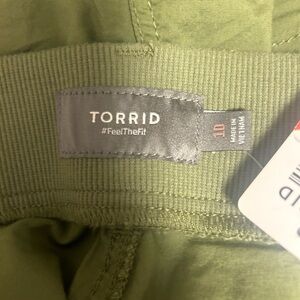 TORRID
#FeelTheFit
10
MADE IN
VIETNAM